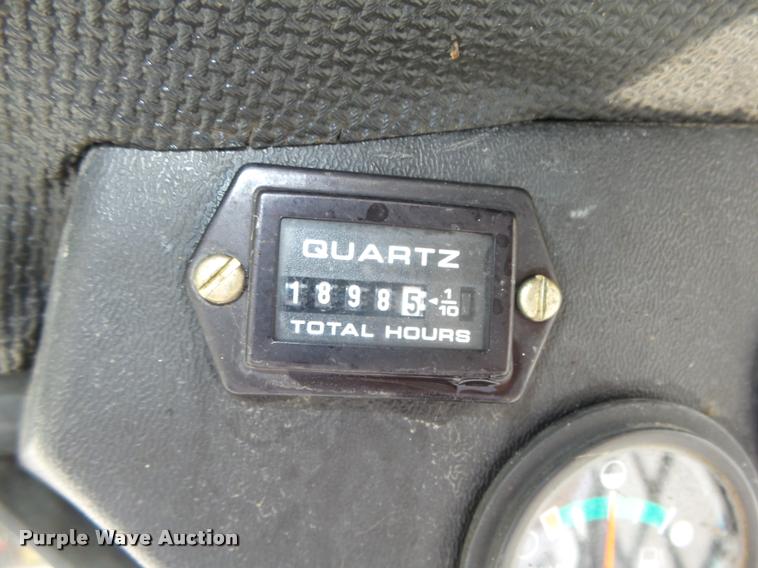 QUARTZ
18985 1/10
TOTAL HOURS
Purple Wave Auction